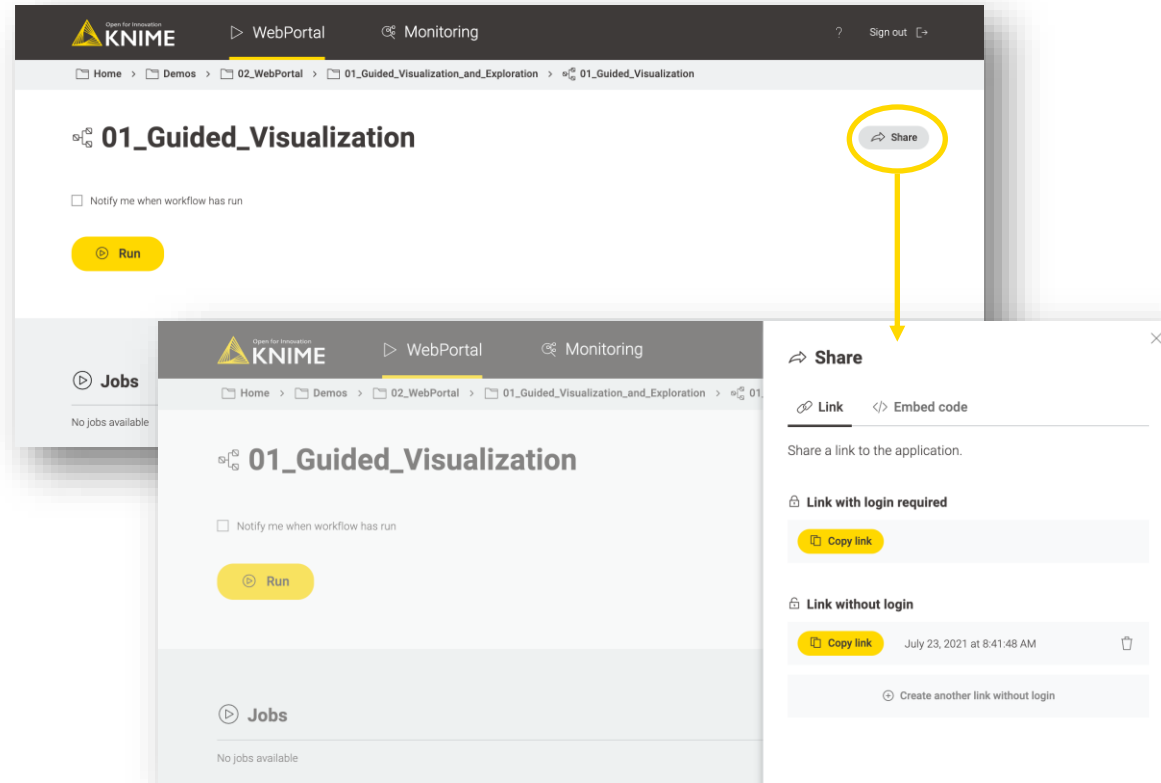 Open for Innovation
KNIME
WebPortal
Monitoring
?
Sign out
Home > Demos > 02_WebPortal > 01_Guided_Visualization_and_Exploration > 01_Guided_Visualization
01_Guided_Visualization
Share
Notify me when workflow has run
Run
Jobs
No jobs available
Open for Innovation
KNIME
WebPortal
Monitoring
Home > Demos > 02_WebPortal > 01_Guided_Visualization_and_Exploration > 01_
01_Guided_Visualization
Notify me when workflow has run
Run
Jobs
No jobs available
Share
Link
</> Embed code
Share a link to the application.
Link with login required
Copy link
Link without login
Copy link
July 23, 2021 at 8:41:48 AM
Create another link without login